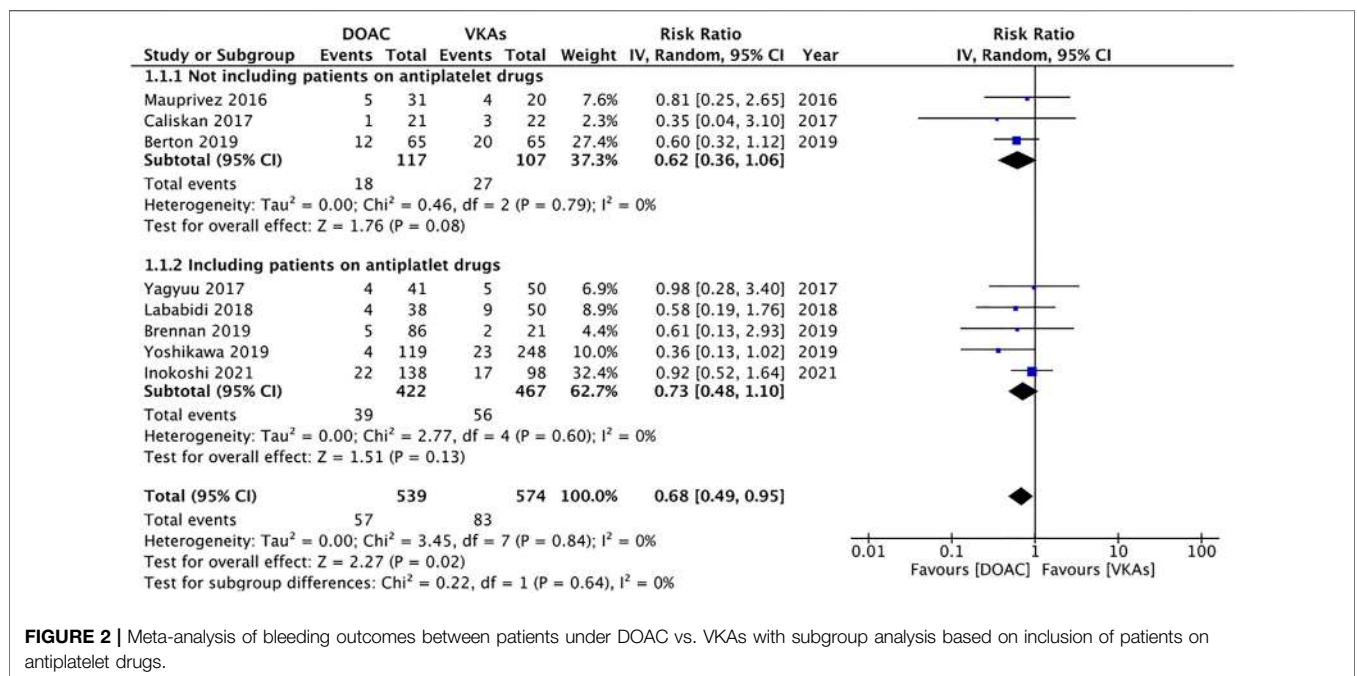 DOAC VKAs Risk Ratio Risk Ratio
Study or Subgroup Events Total Events Total Weight IV, Random, 95% CI Year IV, Random, 95% CI
1.1.1 Not including patients on antiplatelet drugs
Mauprivez 2016 5 31 4 20 7.6% 0.81 [0.25, 2.65] 2016
Caliskan 2017 1 21 3 22 2.3% 0.35 [0.04, 3.10] 2017
Berton 2019 12 65 20 65 27.4% 0.60 [0.32, 1.12] 2019
Subtotal (95% CI) 117 107 37.3% 0.62 [0.36, 1.06]
Total events 18 27
Heterogeneity: Tau² = 0.00; Chi² = 0.46, df = 2 (P = 0.79); I² = 0%
Test for overall effect: Z = 1.76 (P = 0.08)
1.1.2 Including patients on antiplatlet drugs
Yagyuu 2017 4 41 5 50 6.9% 0.98 [0.28, 3.40] 2017
Lababidi 2018 4 38 9 50 8.9% 0.58 [0.19, 1.76] 2018
Brennan 2019 5 86 2 21 4.4% 0.61 [0.13, 2.93] 2019
Yoshikawa 2019 4 119 23 248 10.0% 0.36 [0.13, 1.02] 2019
Inokoshi 2021 22 138 17 98 32.4% 0.92 [0.52, 1.64] 2021
Subtotal (95% CI) 422 467 62.7% 0.73 [0.48, 1.10]
Total events 39 56
Heterogeneity: Tau² = 0.00; Chi² = 2.77, df = 4 (P = 0.60); I² = 0%
Test for overall effect: Z = 1.51 (P = 0.13)
Total (95% CI) 539 574 100.0% 0.68 [0.49, 0.95]
Total events 57 83
Heterogeneity: Tau² = 0.00; Chi² = 3.45, df = 7 (P = 0.84); I² = 0%
Test for overall effect: Z = 2.27 (P = 0.02)
Test for subgroup differences: Chi² = 0.22, df = 1 (P = 0.64), I² = 0%
0.01 0.1 1 10 100
Favours [DOAC] Favours [VKAs]
FIGURE 2 | Meta-analysis of bleeding outcomes between patients under DOAC vs. VKAs with subgroup analysis based on inclusion of patients on
antiplatelet drugs.